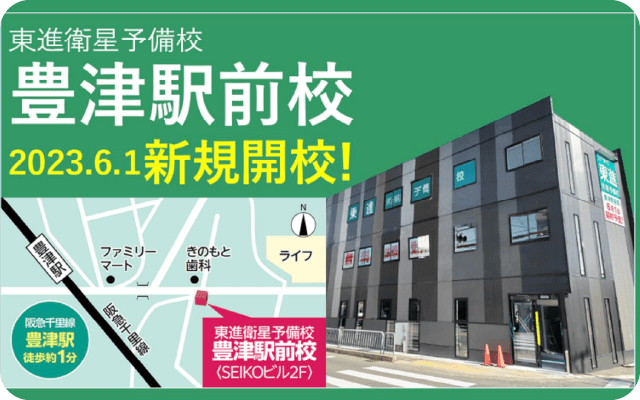 東進衛星予備校
豊津駅前校
2023.6.1新規開校!
N
豊津駅
ファミリー
マート
きのもと
歯科
ライフ
阪急千里線
豊津駅
徒歩約1分
阪急千里線
東進衛星予備校
豊津駅前校
〈SEIKOビル2F〉
東進衛星予備校
東進